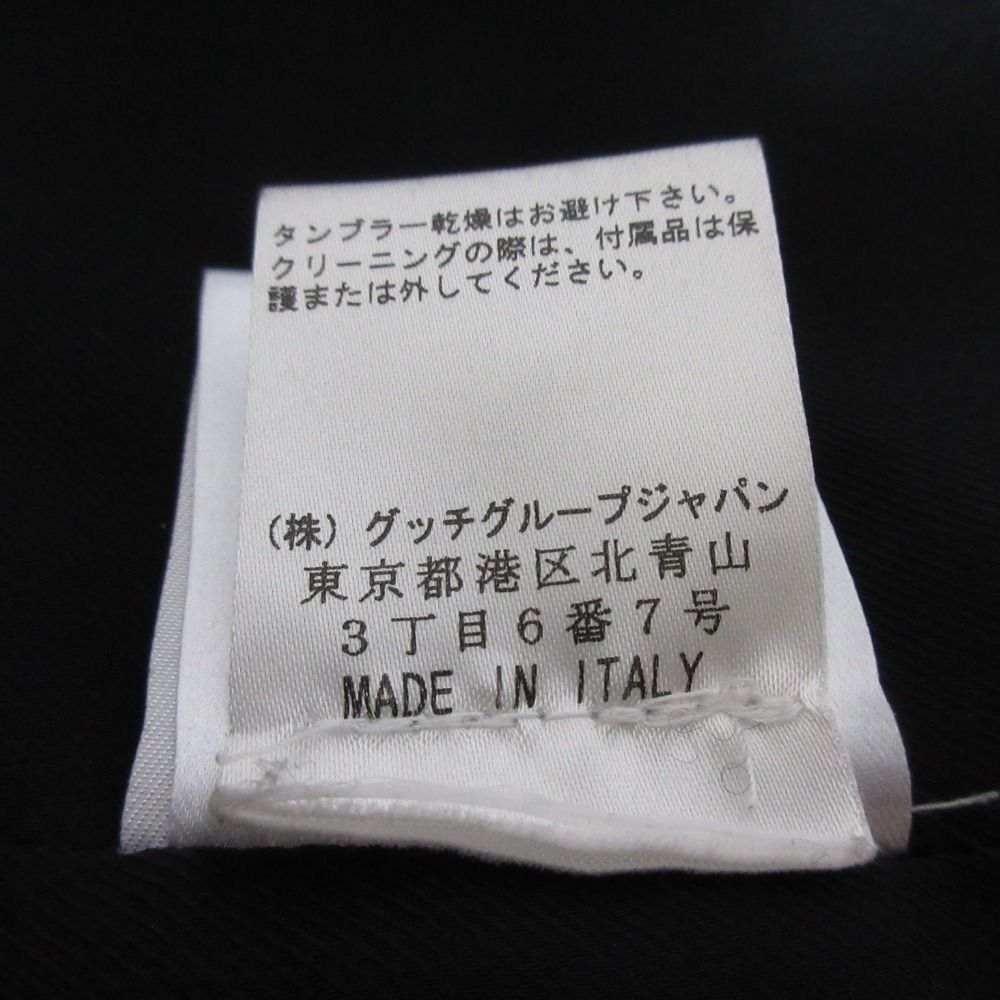 タンブラー乾燥はお避け下さい。
クリーニングの際は、付属品は保
護または外してください。
(株) グッチグループジャパン
東京都港区北青山
3丁目6番7号
MADE IN ITALY